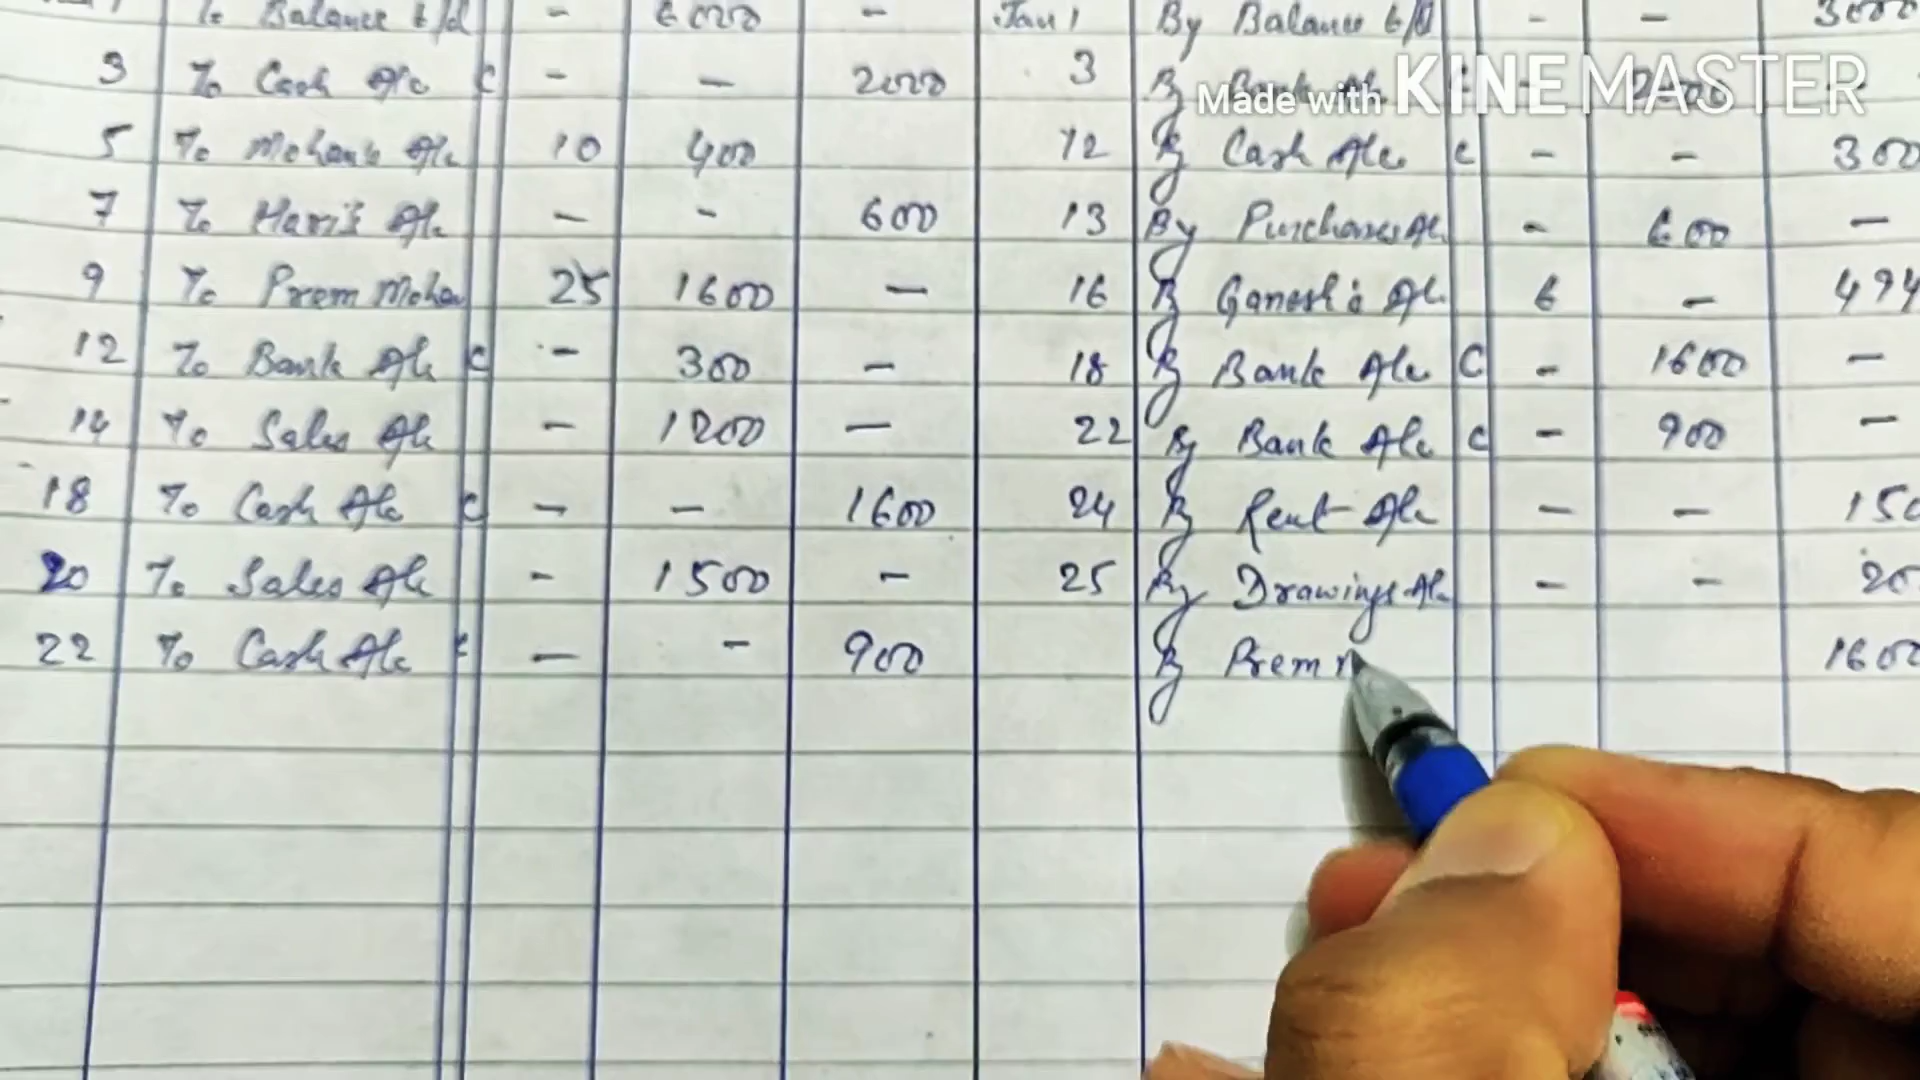 To Balance b/d - 6000 - Jan 1 By Balance b/d - - 3000
3 To Cash A/c C - - 2000 3 By Bank A/c C - 2000 -
Made with KINEMASTER
5 To Mohan's A/c 10 400 12 By Cash A/c C - - 300
7 To Hari's A/c - - 600 13 By Purchases A/c - 600 -
9 To Prem Mohan 25 1600 - 16 By Ganesh's A/c 6 - 494
12 To Bank A/c C - 300 - 18 By Bank A/c C - 1600 -
14 To Sales A/c - 1200 - 22 By Bank A/c C - 900 -
18 To Cash A/c C - - 1600 24 By Rent A/c - - 150
20 To Sales A/c - 1500 - 25 By Drawings A/c - - 20
22 To Cash A/c C - - 900 By Prem 1600